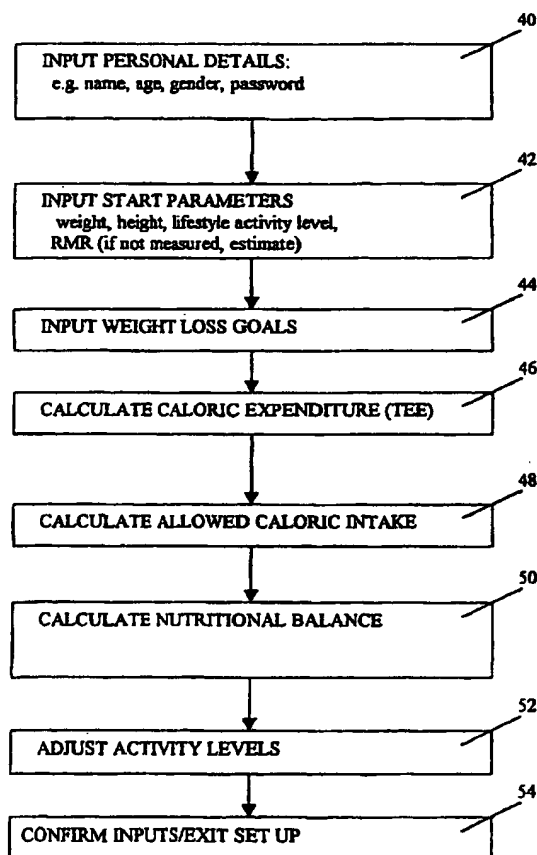 40
INPUT PERSONAL DETAILS:
e.g. name, age, gender, password
42
INPUT START PARAMETERS
weight, height, lifestyle activity level,
RMR (if not measured, estimate)
44
INPUT WEIGHT LOSS GOALS
46
CALCULATE CALORIC EXPENDITURE (TEE)
48
CALCULATE ALLOWED CALORIC INTAKE
50
CALCULATE NUTRITIONAL BALANCE
52
ADJUST ACTIVITY LEVELS
54
CONFIRM INPUTS/EXIT SET UP